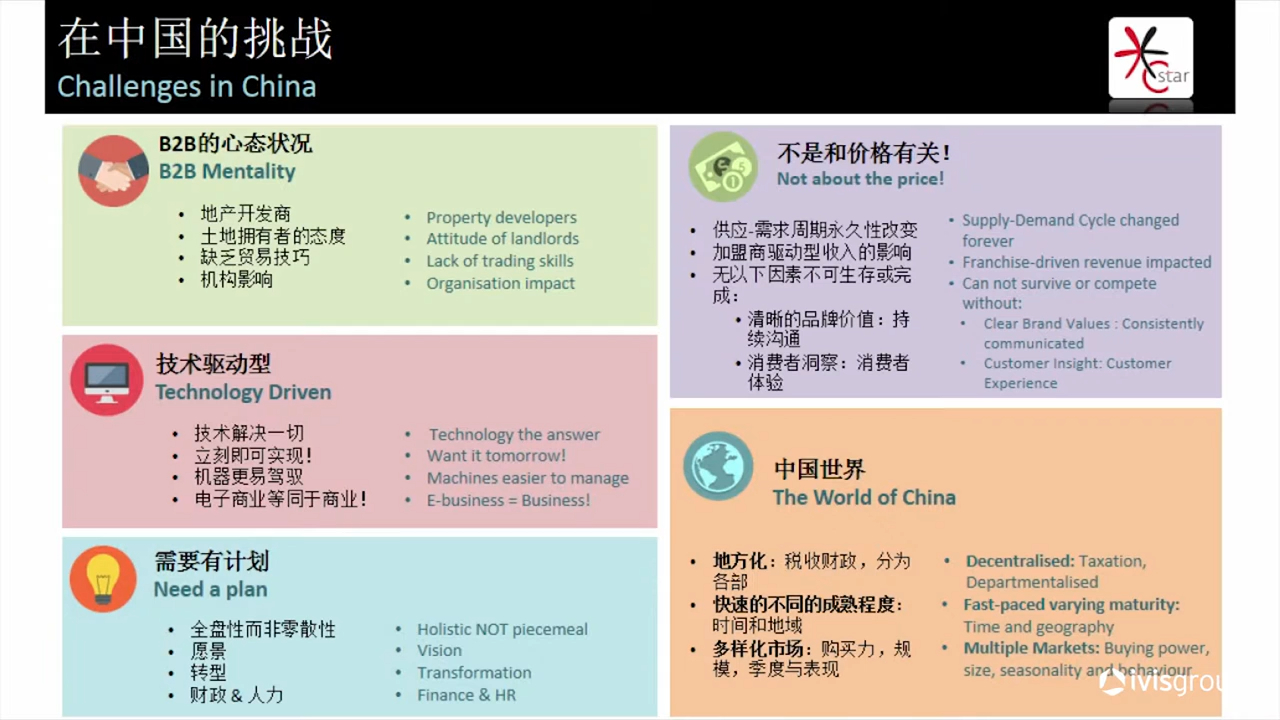 在中国的挑战
Challenges in China
star
B2B的心态状况
B2B Mentality
• 地产开发商
• 土地拥有者的态度
• 缺乏贸易技巧
• 机构影响
• Property developers
• Attitude of landlords
• Lack of trading skills
• Organisation impact
技术驱动型
Technology Driven
• 技术解决一切
• 立刻即可实现！
• 机器更易驾驭
• 电子商业等同于商业！
• Technology the answer
• Want it tomorrow!
• Machines easier to manage
• E-business = Business!
需要有计划
Need a plan
• 全盘性而非零散性
• 愿景
• 转型
• 财政 & 人力
• Holistic NOT piecemeal
• Vision
• Transformation
• Finance & HR
不是和价格有关！
Not about the price!
• 供应-需求周期永久性改变
• 加盟商驱动型收入的影响
• 无以下因素不可生存或完
成：
• 清晰的品牌价值：持
续沟通
• 消费者洞察：消费者
体验
• Supply-Demand Cycle changed
forever
• Franchise-driven revenue impacted
• Can not survive or compete
without:
• Clear Brand Values : Consistently
communicated
• Customer Insight: Customer
Experience
中国世界
The World of China
• 地方化：税收财政，分为
各部
• 快速的不同的成熟程度：
时间和地域
• 多样化市场：购买力，规
模，季度与表现
• Decentralised: Taxation,
Departmentalised
• Fast-paced varying maturity:
Time and geography
• Multiple Markets: Buying power,
size, seasonality and behaviour
ivisgrou